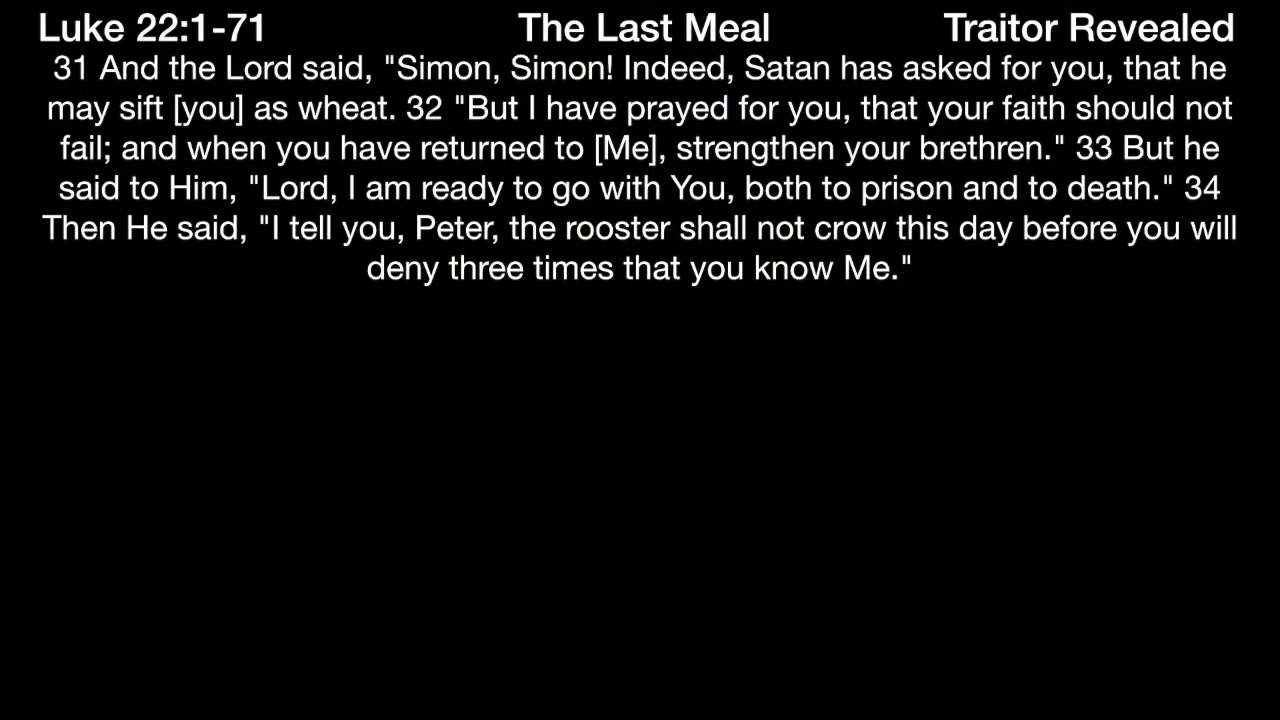 Luke 22:1-71 The Last Meal Traitor Revealed
31 And the Lord said, "Simon, Simon! Indeed, Satan has asked for you, that he
may sift [you] as wheat. 32 "But I have prayed for you, that your faith should not
fail; and when you have returned to [Me], strengthen your brethren." 33 But he
said to Him, "Lord, I am ready to go with You, both to prison and to death." 34
Then He said, "I tell you, Peter, the rooster shall not crow this day before you will
deny three times that you know Me."